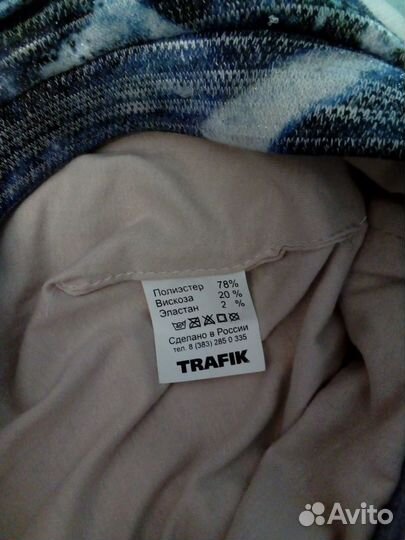 Полиэстер 78%
Вискоза 20 %
Эластан 2 %
Сделано в России
тел. 8 (383) 285 0 335
TRAFIK
Avito